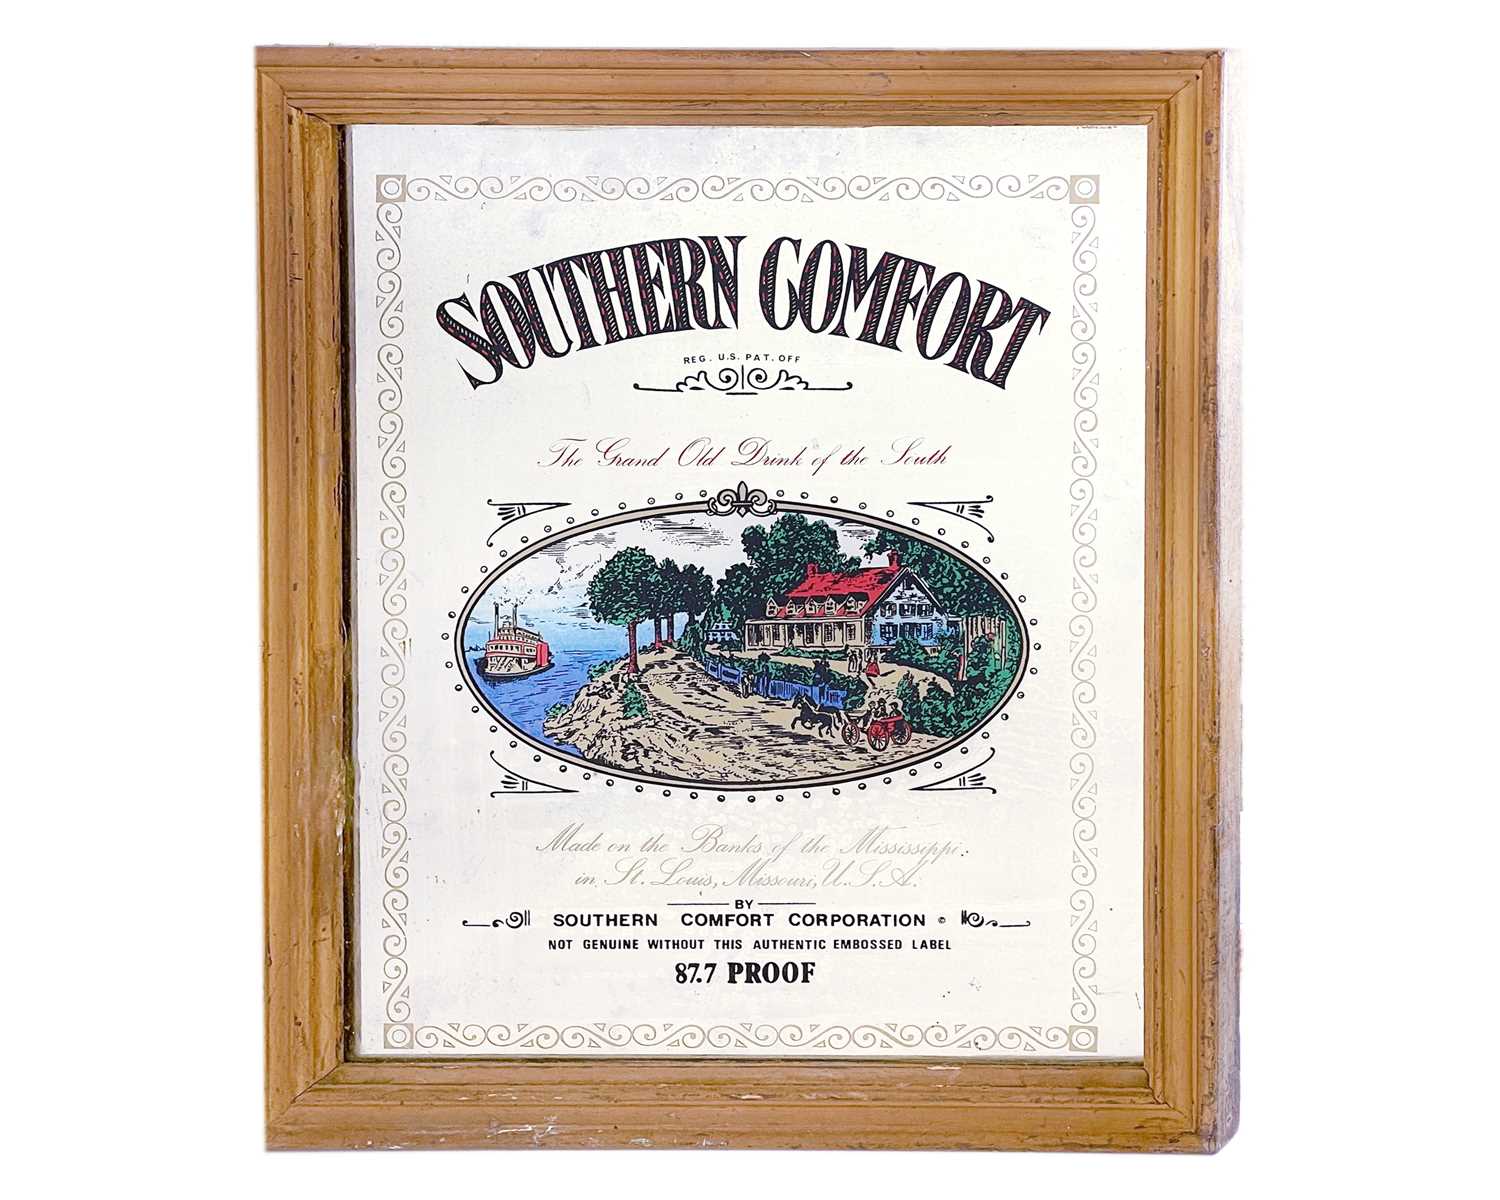 SOUTHERN COMFORT
REG. U.S. PAT. OFF
The Grand Old Drink of the South
Made on the Banks of the Mississippi
in St. Louis, Missouri, U.S.A.
BY
SOUTHERN COMFORT CORPORATION ©
NOT GENUINE WITHOUT THIS AUTHENTIC EMBOSSED LABEL
87.7 PROOF